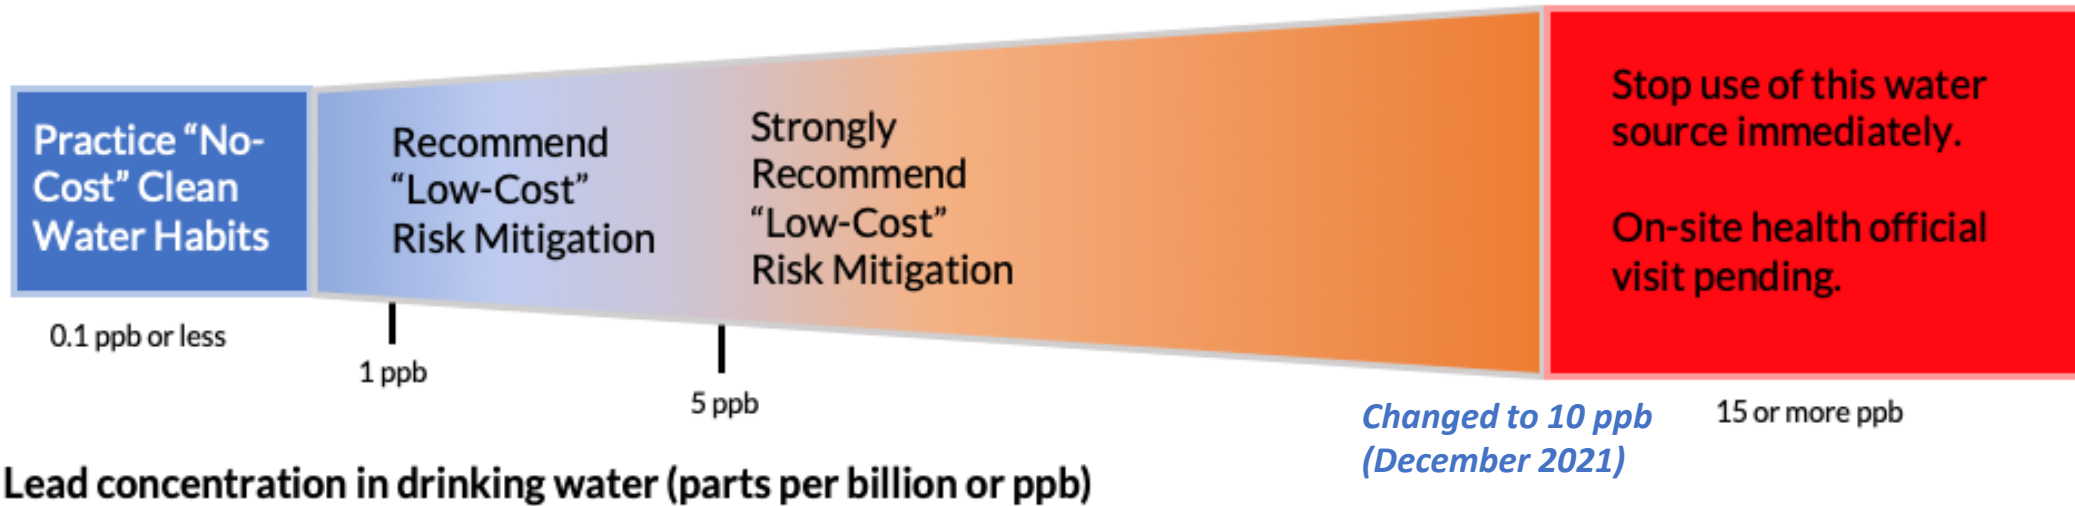 Practice “No-
Cost” Clean
Water Habits
Recommend
“Low-Cost”
Risk Mitigation
Strongly
Recommend
“Low-Cost”
Risk Mitigation
Stop use of this water
source immediately.
On-site health official
visit pending.
0.1 ppb or less
1 ppb
5 ppb
Changed to 10 ppb
(December 2021)
15 or more ppb
Lead concentration in drinking water (parts per billion or ppb)